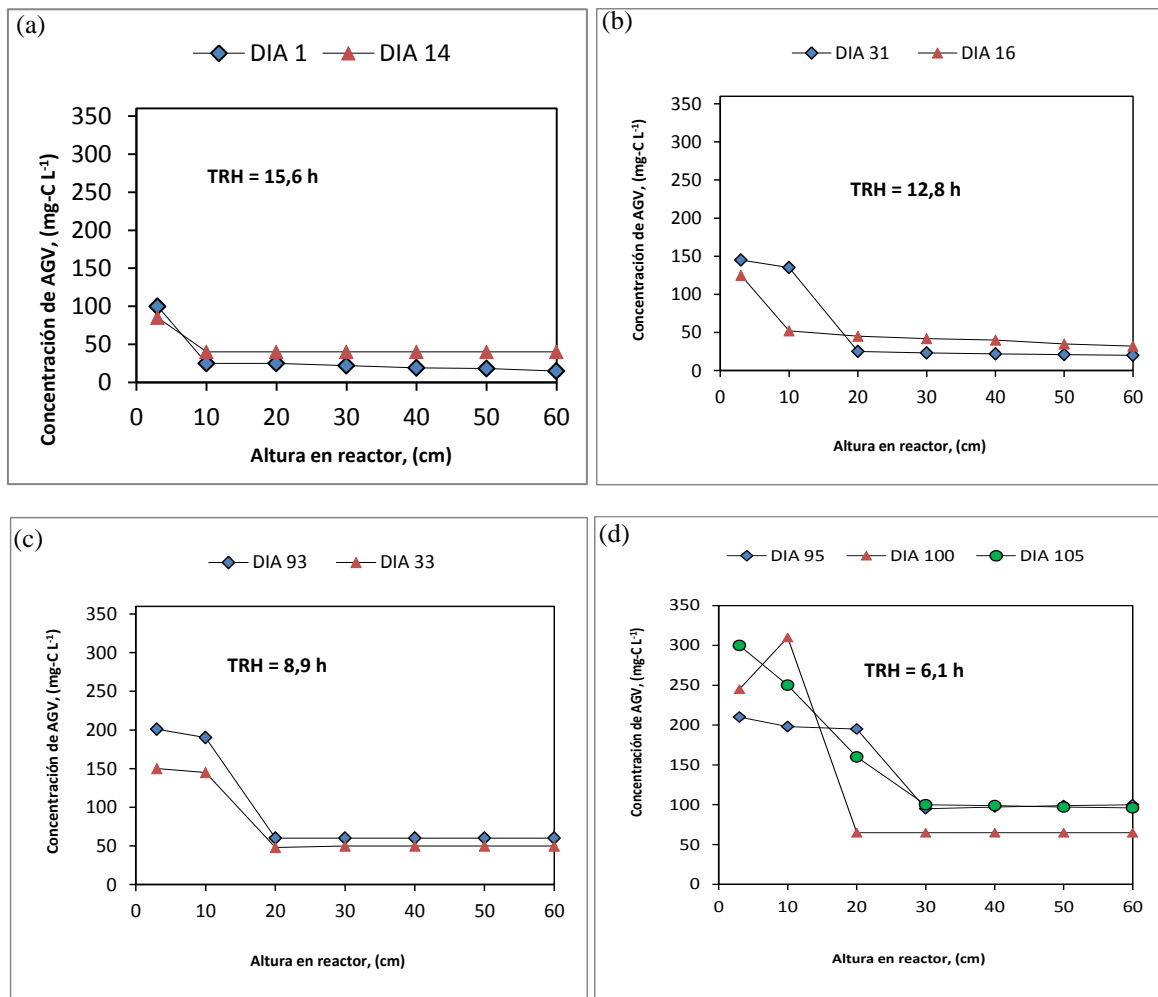 (a)
DIA 1 DIA 14
350
300
250
200
150
100
50
0
TRH = 15,6 h
0 10 20 30 40 50 60
Concentración de AGV, (mg-C L-1)
Altura en reactor, (cm)
(b)
DIA 31 DIA 16
350
300
250
200
150
100
50
0
TRH = 12,8 h
0 10 20 30 40 50 60
Concentración de AGV, (mg-C L-1)
Altura en reactor, (cm)
(c)
DIA 93 DIA 33
350
300
250
200
150
100
50
0
TRH = 8,9 h
0 10 20 30 40 50 60
Concentración de AGV, (mg-C L-1)
Altura en reactor, (cm)
(d)
DIA 95 DIA 100 DIA 105
350
300
250
200
150
100
50
0
TRH = 6,1 h
0 10 20 30 40 50 60
Concentración de AGV, (mg-C L-1)
Altura en reactor, (cm)